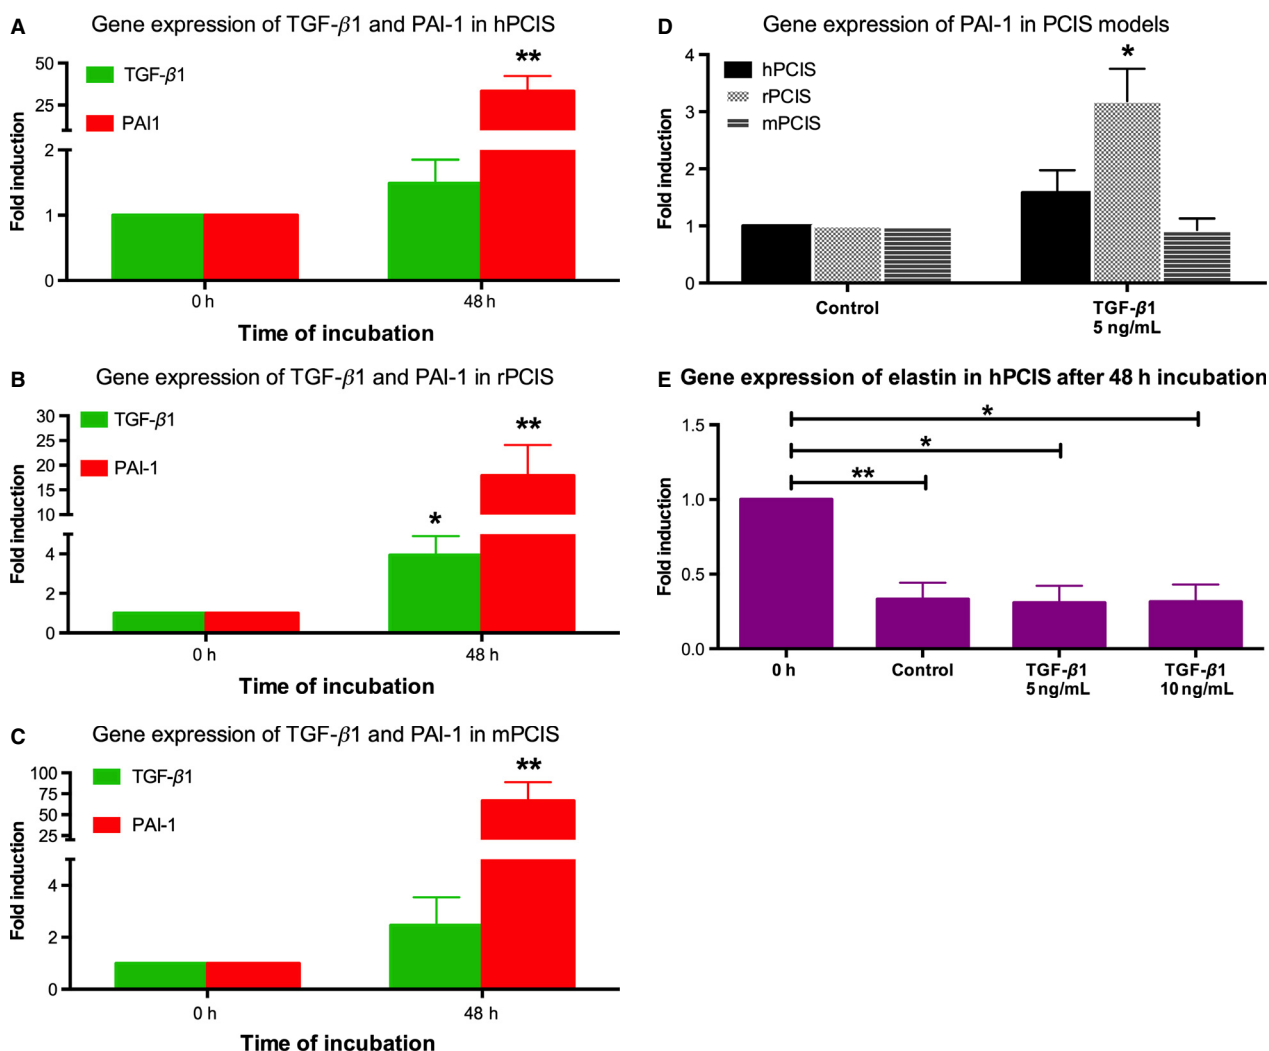 A Gene expression of TGF-β1 and PAI-1 in hPCIS
TGF-β1
PAI1
**
50
25
2
1
0
Fold induction
0 h
48 h
Time of incubation
B Gene expression of TGF-β1 and PAI-1 in rPCIS
TGF-β1
PAI-1
*
**
30
25
20
15
10
4
2
0
Fold induction
0 h
48 h
Time of incubation
C Gene expression of TGF-β1 and PAI-1 in mPCIS
TGF-β1
PAI-1
**
100
75
50
25
4
2
0
Fold induction
0 h
48 h
Time of incubation
D Gene expression of PAI-1 in PCIS models
hPCIS
rPCIS
mPCIS
*
4
3
2
1
0
Fold induction
Control
TGF-β1
5 ng/mL
E Gene expression of elastin in hPCIS after 48 h incubation
*
*
**
1.5
1.0
0.5
0.0
Fold induction
0 h
Control
TGF-β1
5 ng/mL
TGF-β1
10 ng/mL